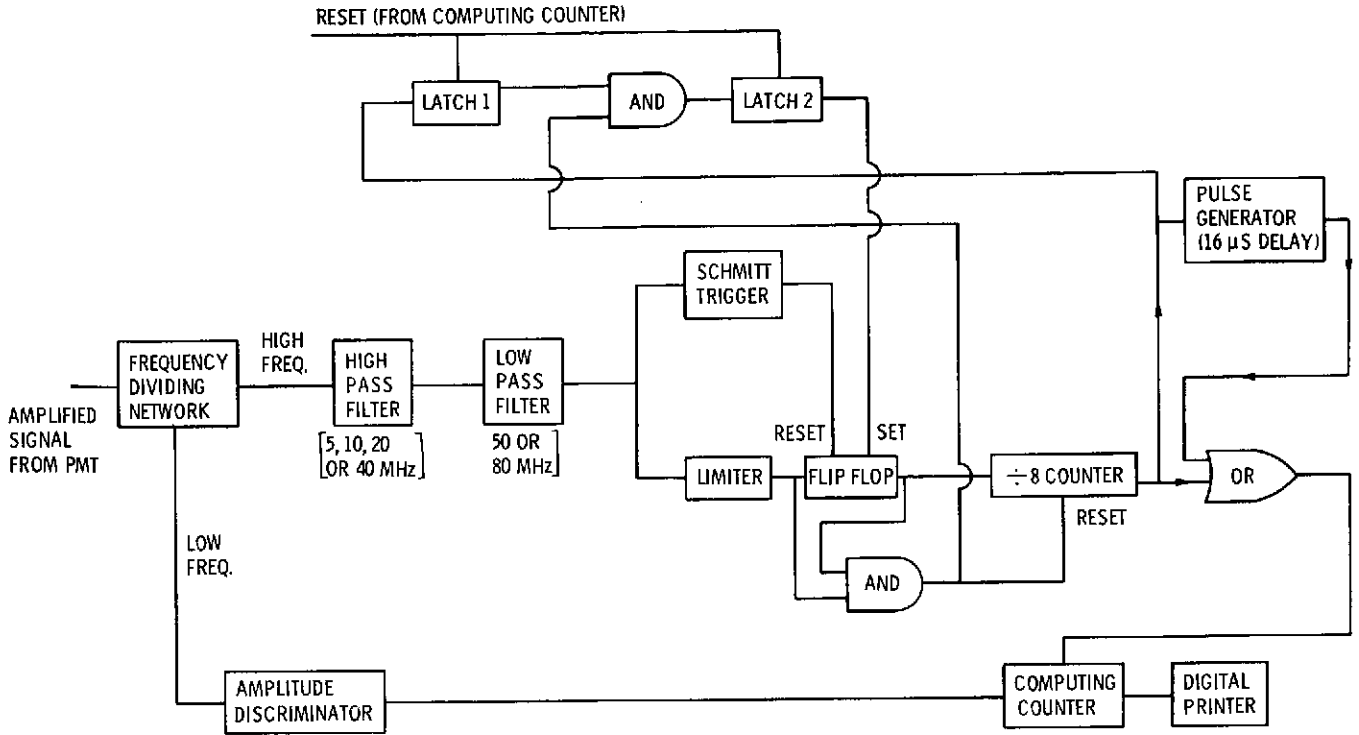 RESET (FROM COMPUTING COUNTER)
LATCH 1
AND
LATCH 2
PULSE
GENERATOR
(16 µS DELAY)
SCHMITT
TRIGGER
HIGH
FREQ.
FREQUENCY
DIVIDING
NETWORK
HIGH
PASS
FILTER
LOW
PASS
FILTER
AMPLIFIED
SIGNAL
FROM PMT
[5, 10, 20
OR 40 MHz]
50 OR
80 MHz]
RESET
SET
LIMITER
FLIP FLOP
÷8 COUNTER
OR
RESET
LOW
FREQ.
AND
AMPLITUDE
DISCRIMINATOR
COMPUTING
COUNTER
DIGITAL
PRINTER